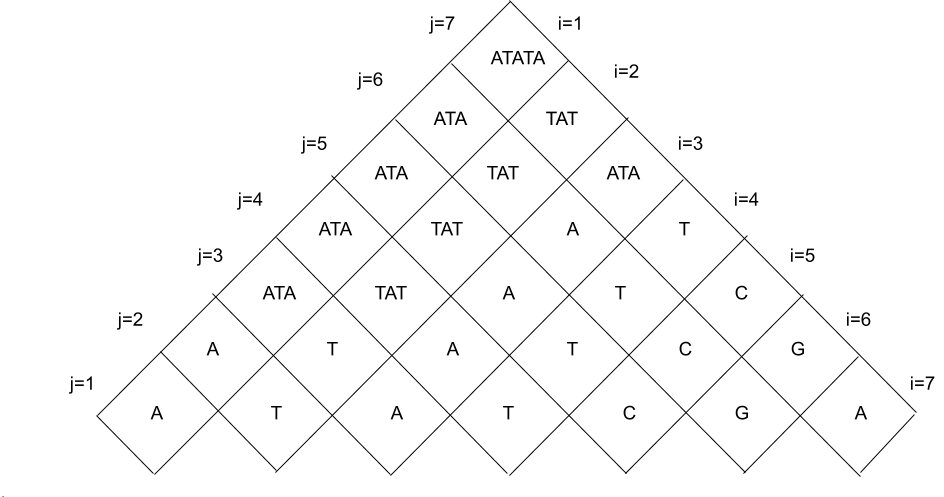 j=7 i=1
ATATA
j=6 i=2
ATA TAT
j=5 i=3
ATA TAT ATA
j=4 i=4
ATA TAT A T
j=3 i=5
ATA TAT A T C
j=2 i=6
A T A T C G
j=1 i=7
A T A T C G A